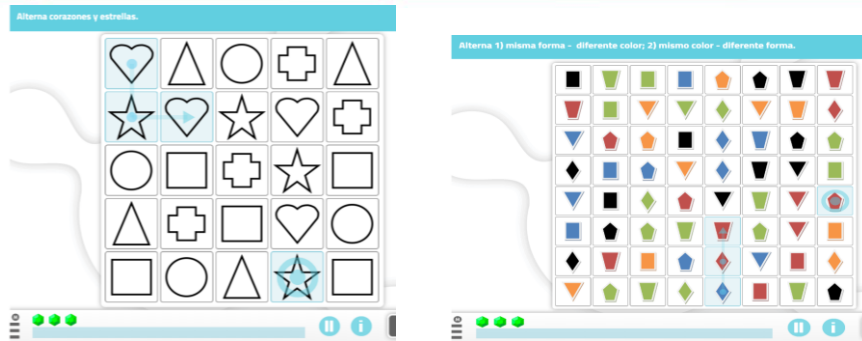 Alterna corazones y estrellas.
Alterna 1) misma forma - diferente color; 2) mismo color - diferente forma.